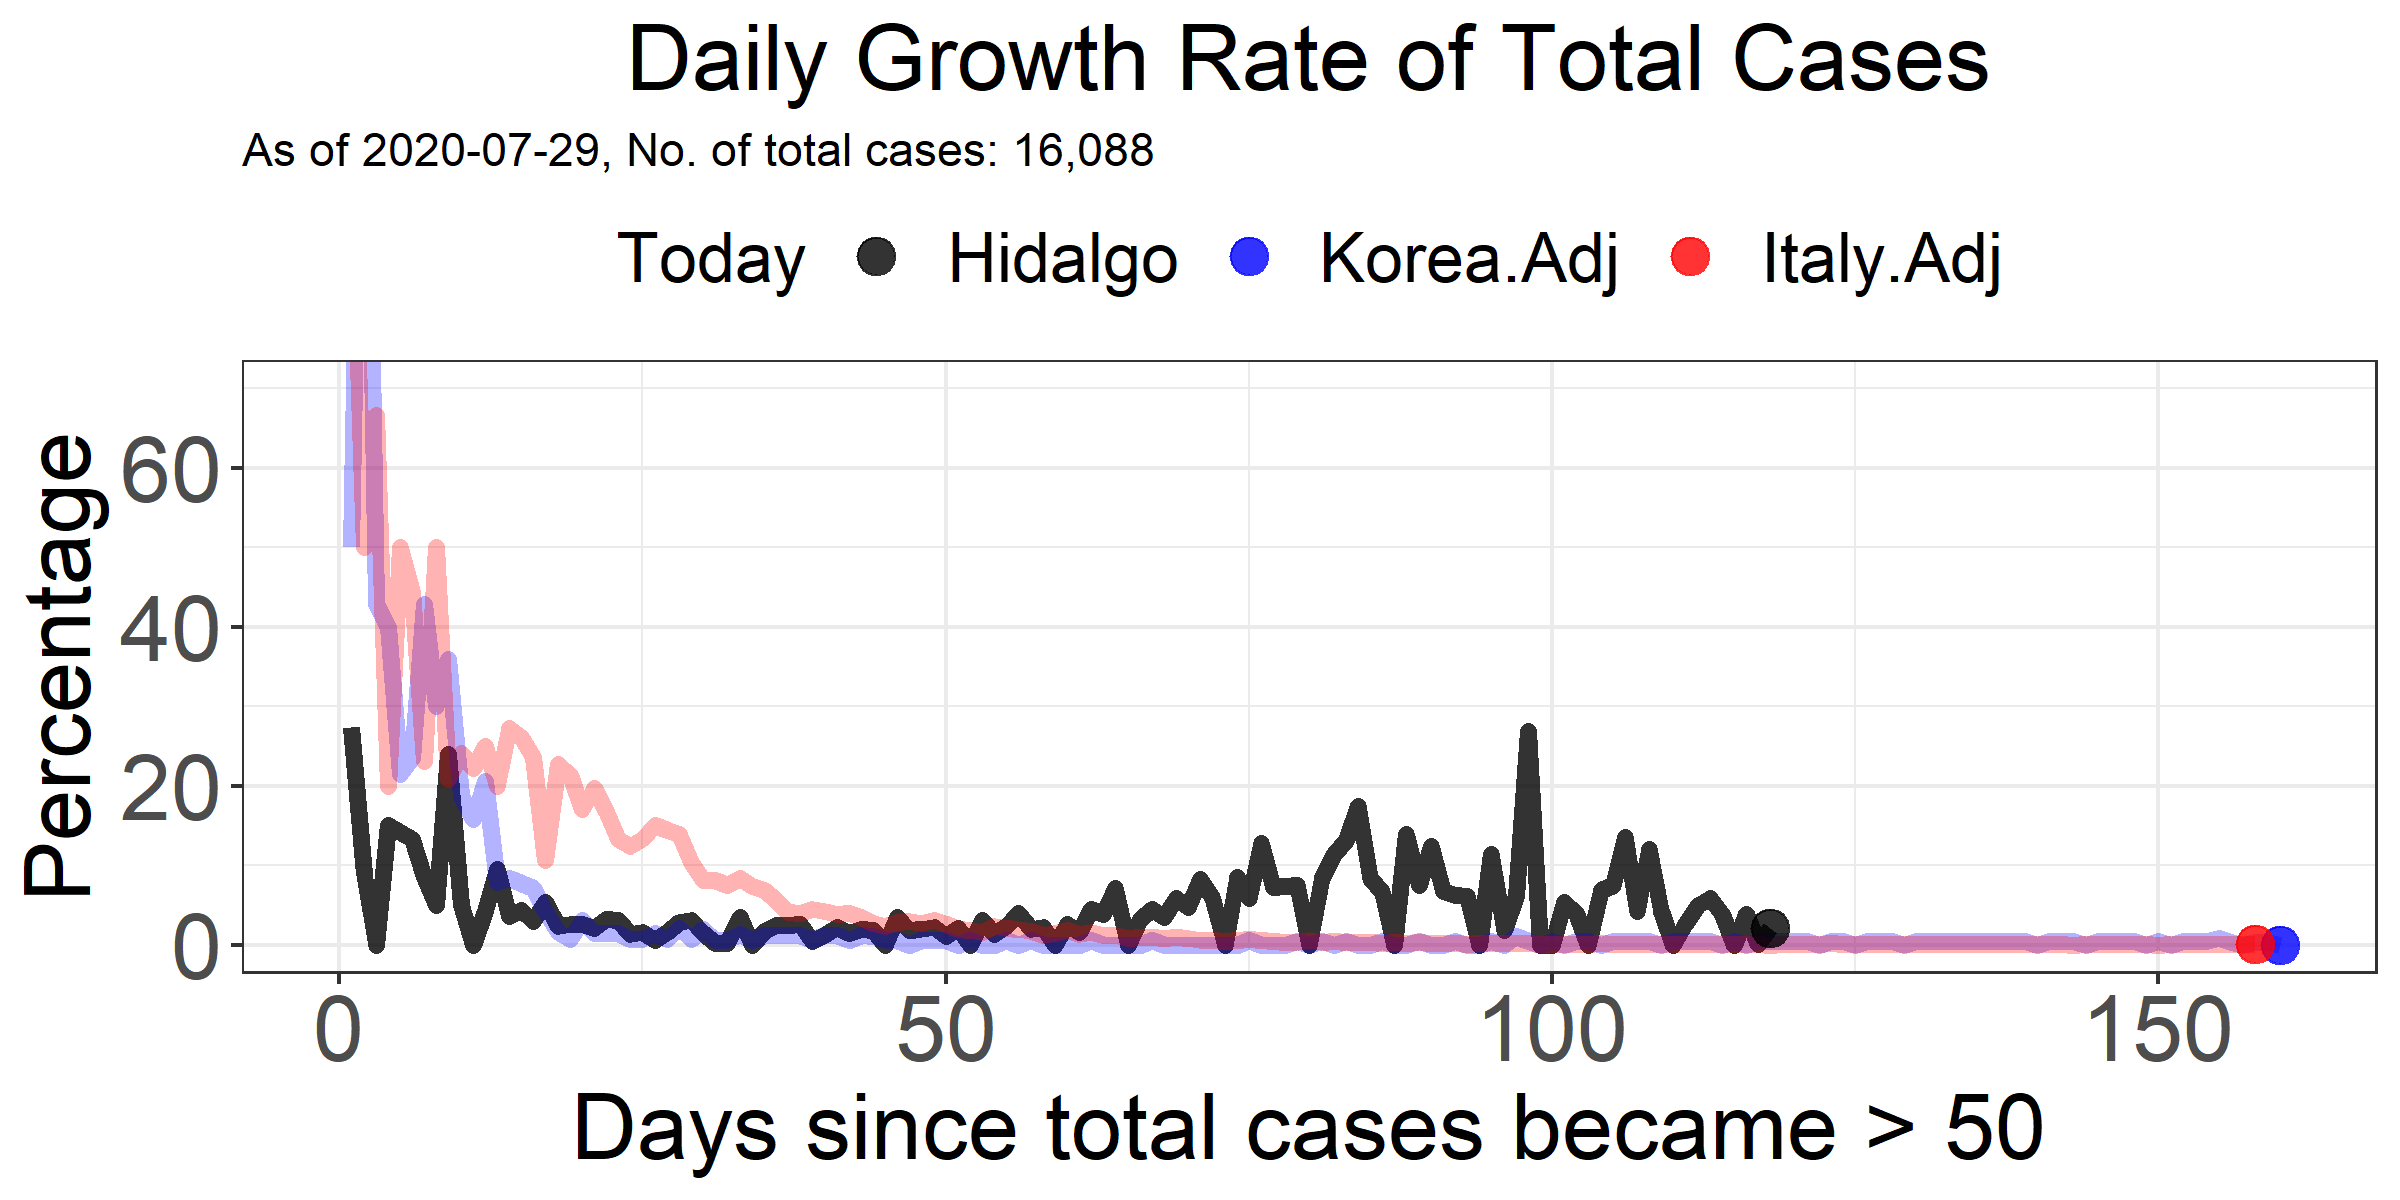 Daily Growth Rate of Total Cases
As of 2020-07-29, No. of total cases: 16,088
Today Hidalgo Korea.Adj Italy.Adj
Percentage
60
40
20
0
0 50 100 150
Days since total cases became > 50